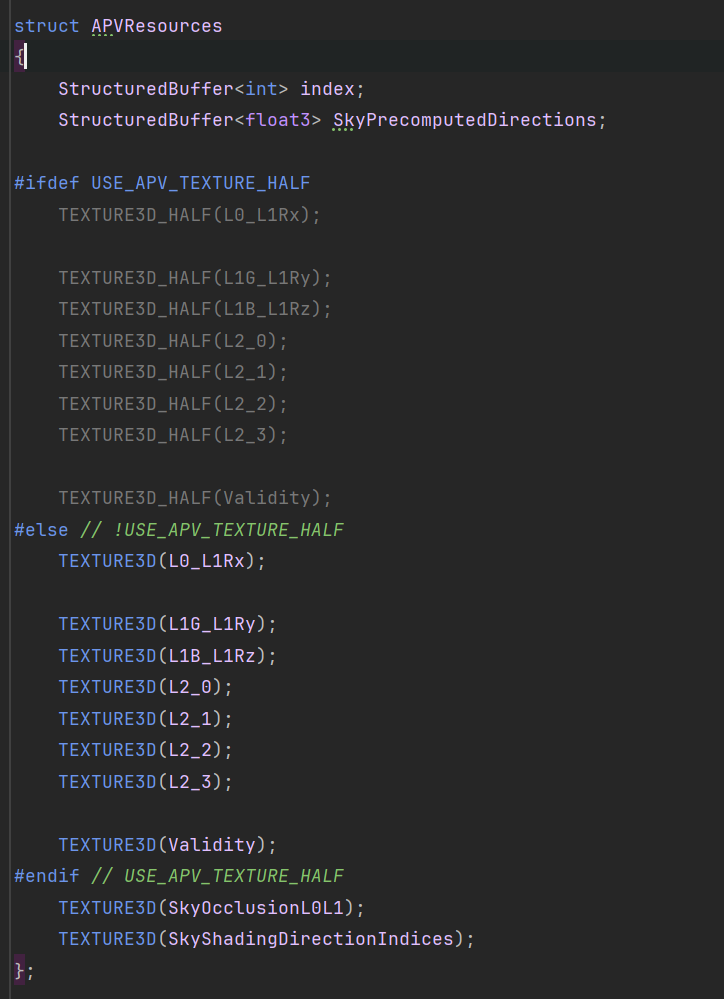 struct APVResources
{
    StructuredBuffer<int> index;
    StructuredBuffer<float3> SkyPrecomputedDirections;
#ifdef USE_APV_TEXTURE_HALF
    TEXTURE3D_HALF(L0_L1Rx);
    TEXTURE3D_HALF(L1G_L1Ry);
    TEXTURE3D_HALF(L1B_L1Rz);
    TEXTURE3D_HALF(L2_0);
    TEXTURE3D_HALF(L2_1);
    TEXTURE3D_HALF(L2_2);
    TEXTURE3D_HALF(L2_3);
    TEXTURE3D_HALF(Validity);
#else // !USE_APV_TEXTURE_HALF
    TEXTURE3D(L0_L1Rx);
    TEXTURE3D(L1G_L1Ry);
    TEXTURE3D(L1B_L1Rz);
    TEXTURE3D(L2_0);
    TEXTURE3D(L2_1);
    TEXTURE3D(L2_2);
    TEXTURE3D(L2_3);
    TEXTURE3D(Validity);
#endif // USE_APV_TEXTURE_HALF
    TEXTURE3D(SkyOcclusionL0L1);
    TEXTURE3D(SkyShadingDirectionIndices);
};